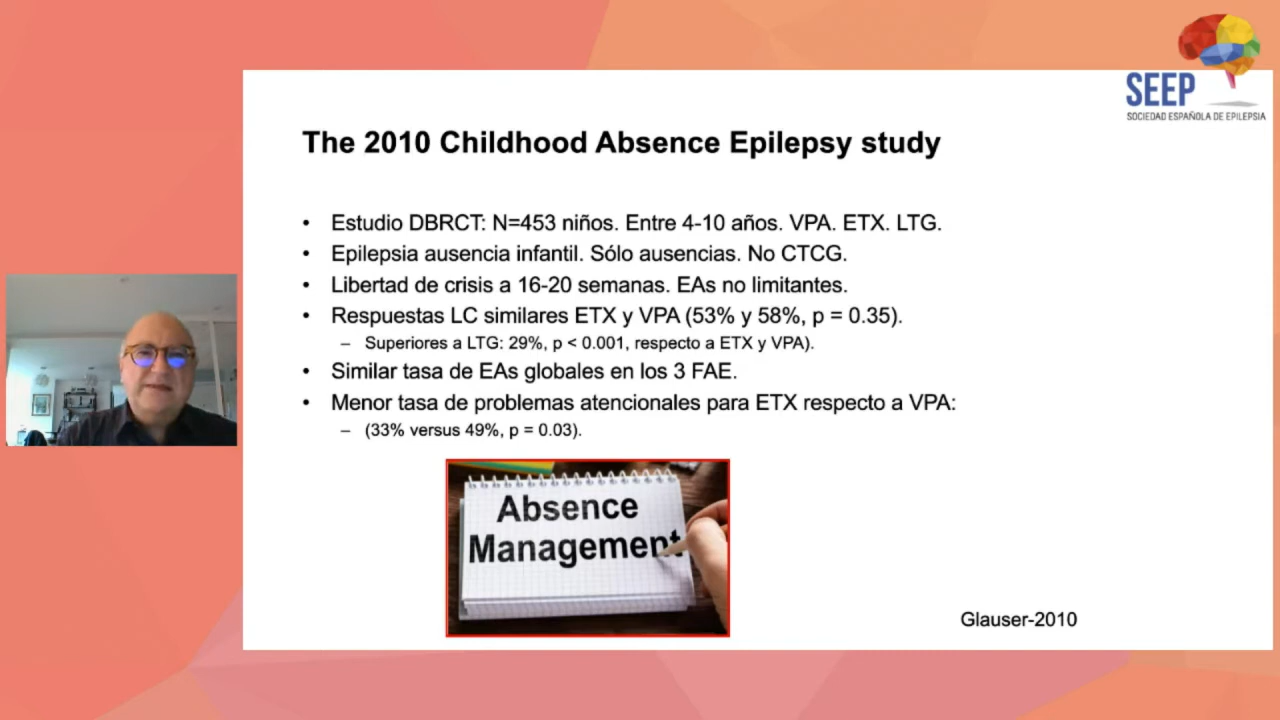 SEEP
SOCIEDAD ESPAÑOLA DE EPILEPSIA
The 2010 Childhood Absence Epilepsy study
• Estudio DBRCT: N=453 niños. Entre 4-10 años. VPA. ETX. LTG.
• Epilepsia ausencia infantil. Sólo ausencias. No CTCG.
• Libertad de crisis a 16-20 semanas. EAs no limitantes.
• Respuestas LC similares ETX y VPA (53% y 58%, p = 0.35).
– Superiores a LTG: 29%, p < 0.001, respecto a ETX y VPA).
• Similar tasa de EAs globales en los 3 FAE.
• Menor tasa de problemas atencionales para ETX respecto a VPA:
– (33% versus 49%, p = 0.03).
Absence
Management
Glauser-2010